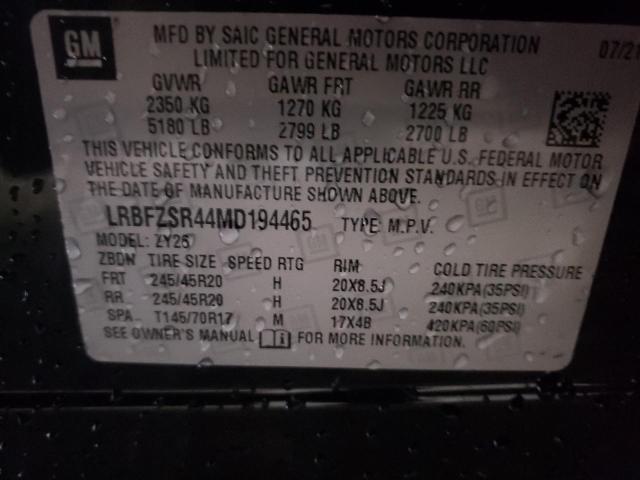 GM
MFD BY SAIC GENERAL MOTORS CORPORATION 07/21
LIMITED FOR GENERAL MOTORS LLC
GVWR GAWR FRT GAWR RR
2350 KG 1270 KG 1225 KG
5180 LB 2799 LB 2700 LB
THIS VEHICLE CONFORMS TO ALL APPLICABLE U.S. FEDERAL MOTOR
VEHICLE SAFETY AND THEFT PREVENTION STANDARDS IN EFFECT ON
THE DATE OF MANUFACTURE SHOWN ABOVE.
LRBFZSR44MD194465 TYPE: M.P.V.
MODEL: ZY26
ZBDN TIRE SIZE SPEED RTG RIM COLD TIRE PRESSURE
FRT 245/45R20 H 20X8.5J 240KPA(35PSI)
RR 245/45R20 H 20X8.5J 240KPA(35PSI)
SPA T145/70R17 M 17X4B 420KPA(60PSI)
SEE OWNER'S MANUAL FOR MORE INFORMATION.